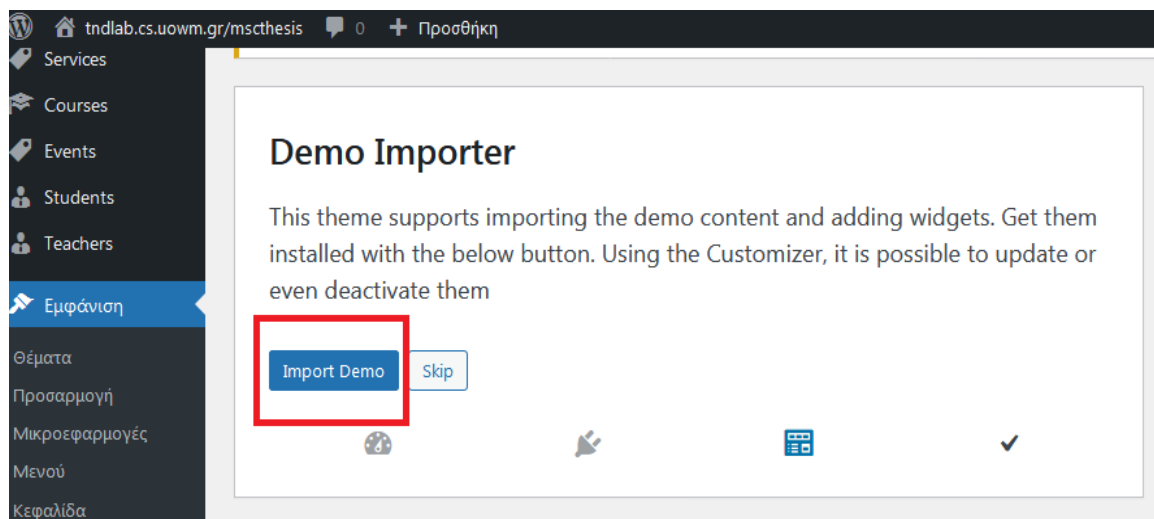 tndlab.cs.uowm.gr/mscthesis 0 Προσθήκη
Services
Courses
Events
Students
Teachers
Εμφάνιση
Θέματα
Προσαρμογή
Μικροεφαρμογές
Μενού
Κεφαλίδα
Demo Importer
This theme supports importing the demo content and adding widgets. Get them
installed with the below button. Using the Customizer, it is possible to update or
even deactivate them
Import Demo Skip